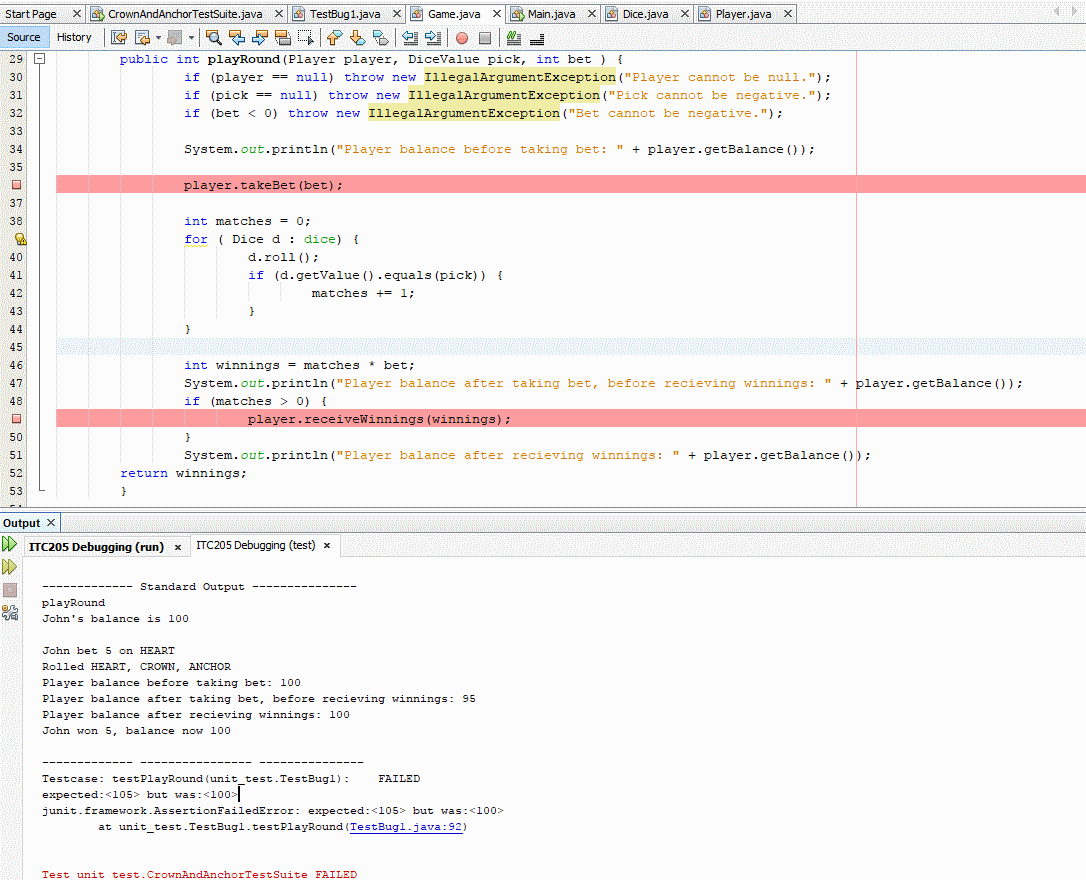 Start Page CrownAndAnchorTestSuite.java TestBug1.java Game.java Main.java Dice.java Player.java
Source History
29 public int playRound(Player player, DiceValue pick, int bet ) {
30 if (player == null) throw new IllegalArgumentException("Player cannot be null.");
31 if (pick == null) throw new IllegalArgumentException("Pick cannot be negative.");
32 if (bet < 0) throw new IllegalArgumentException("Bet cannot be negative.");
33
34 System.out.println("Player balance before taking bet: " + player.getBalance());
35
player.takeBet(bet);
37
38 int matches = 0;
for ( Dice d : dice) {
40 d.roll();
41 if (d.getValue().equals(pick)) {
42 matches += 1;
43 }
44 }
45
46 int winnings = matches * bet;
47 System.out.println("Player balance after taking bet, before recieving winnings: " + player.getBalance());
48 if (matches > 0) {
player.receiveWinnings(winnings);
50 }
51 System.out.println("Player balance after recieving winnings: " + player.getBalance());
52 return winnings;
53 }
Output
ITC205 Debugging (run) ITC205 Debugging (test)
------------- Standard Output ---------------
playRound
John's balance is 100
John bet 5 on HEART
Rolled HEART, CROWN, ANCHOR
Player balance before taking bet: 100
Player balance after taking bet, before recieving winnings: 95
Player balance after recieving winnings: 100
John won 5, balance now 100
------------- ---------------- ---------------
Testcase: testPlayRound(unit_test.TestBug1): FAILED
expected:<105> but was:<100>
junit.framework.AssertionFailedError: expected:<105> but was:<100>
at unit_test.TestBug1.testPlayRound(TestBug1.java:92)
Test unit_test.CrownAndAnchorTestSuite FAILED